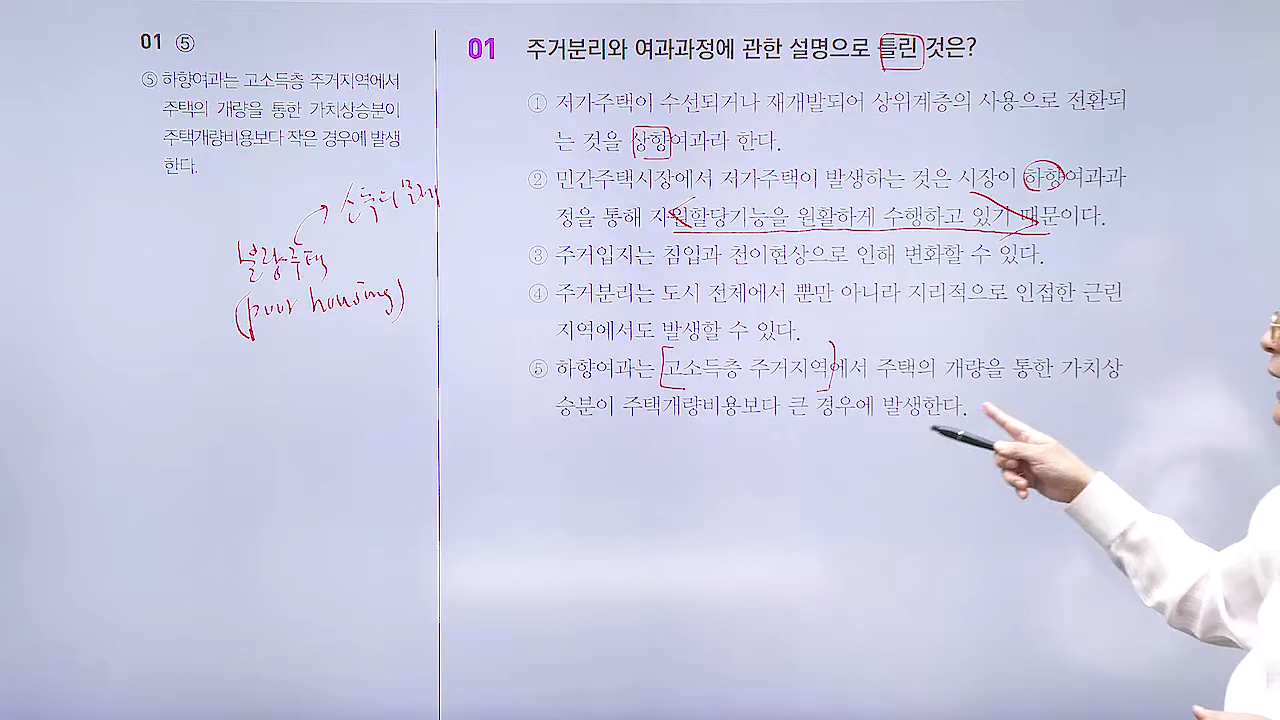 01 ⑤
⑤ 하향여과는 고소득층 주거지역에서
주택의 개량을 통한 가치상승분이
주택개량비용보다 작은 경우에 발생
한다.
소득의 문제
불량주택
(poor housing)
01 주거분리와 여과과정에 관한 설명으로 틀린 것은?
① 저가주택이 수선되거나 재개발되어 상위계층의 사용으로 전환되
는 것을 상향여과라 한다.
② 민간주택시장에서 저가주택이 발생하는 것은 시장이 하향여과과
정을 통해 자원할당기능을 원활하게 수행하고 있기 때문이다.
③ 주거입지는 침입과 천이현상으로 인해 변화할 수 있다.
④ 주거분리는 도시 전체에서 뿐만 아니라 지리적으로 인접한 근린
지역에서도 발생할 수 있다.
⑤ 하향여과는 고소득층 주거지역에서 주택의 개량을 통한 가치상
승분이 주택개량비용보다 큰 경우에 발생한다.